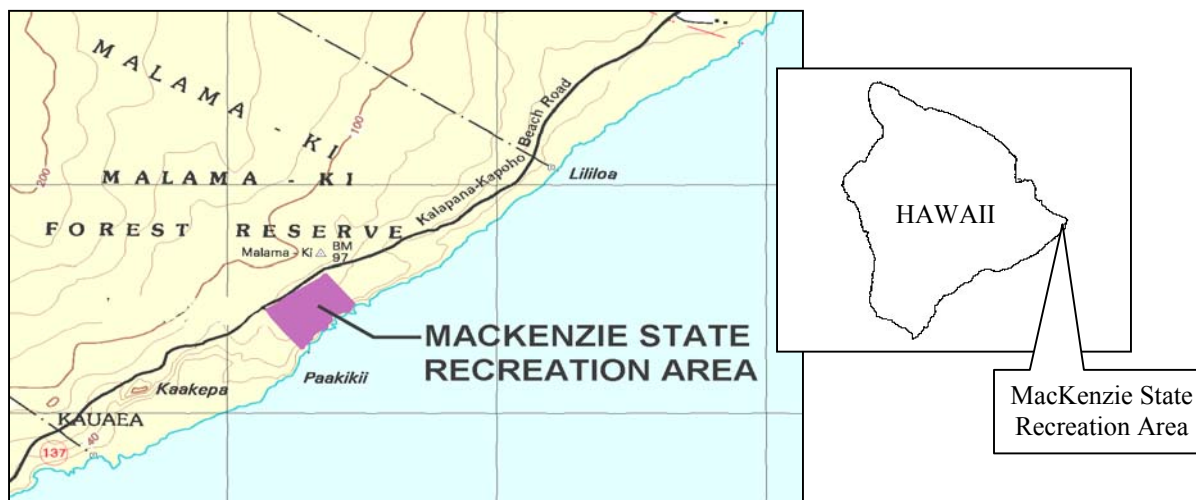 MALAMA - KI
MALAMA - KI
FOREST RESERVE
200
100
Kalapana-Kapoho/Beach Road
Lililoa
Malama - Ki
BM
97
MACKENZIE STATE
RECREATION AREA
Paakikii
Kaakepa
KAUAEA
40
137
HAWAII
MacKenzie State
Recreation Area